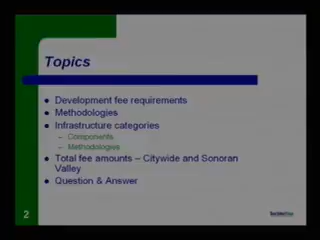 Topics
• Development fee requirements
• Methodologies
• Infrastructure categories
– Components
– Methodologies
• Total fee amounts – Citywide and Sonoran
Valley
• Question & Answer
2